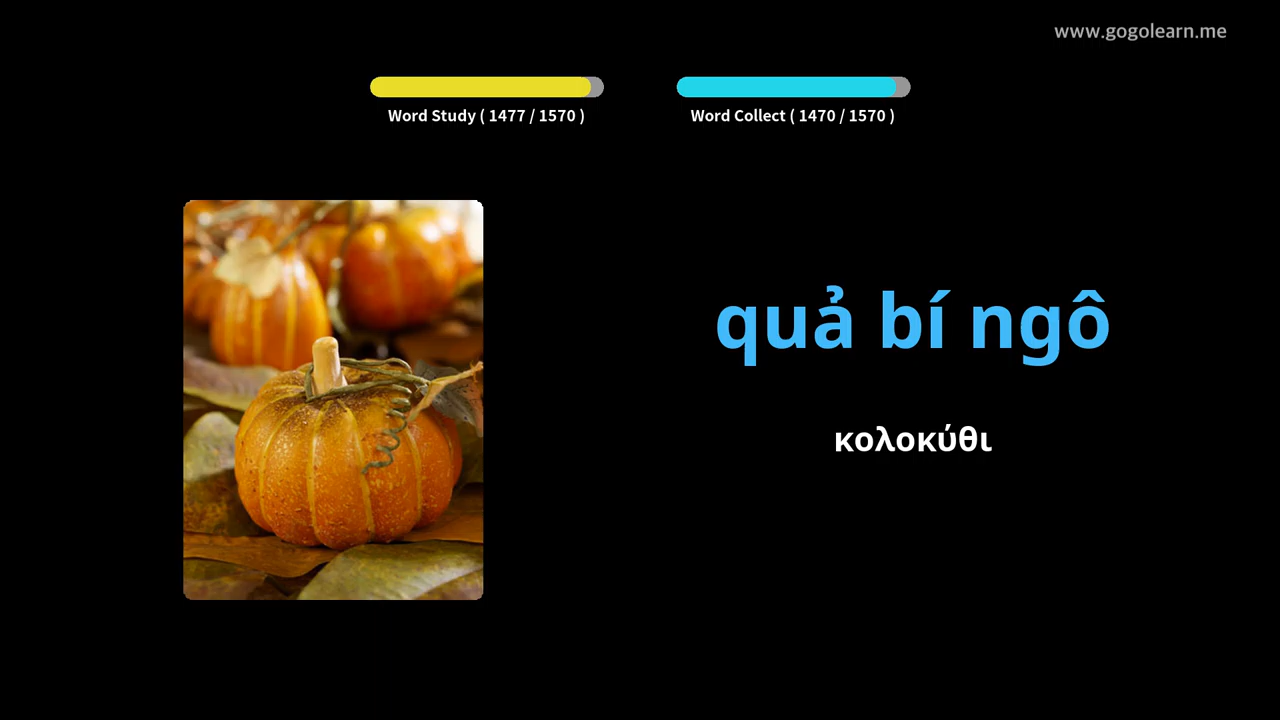 www.gogolearn.me
Word Study ( 1477 / 1570 )
Word Collect ( 1470 / 1570 )
quả bí ngô
κολοκύθι